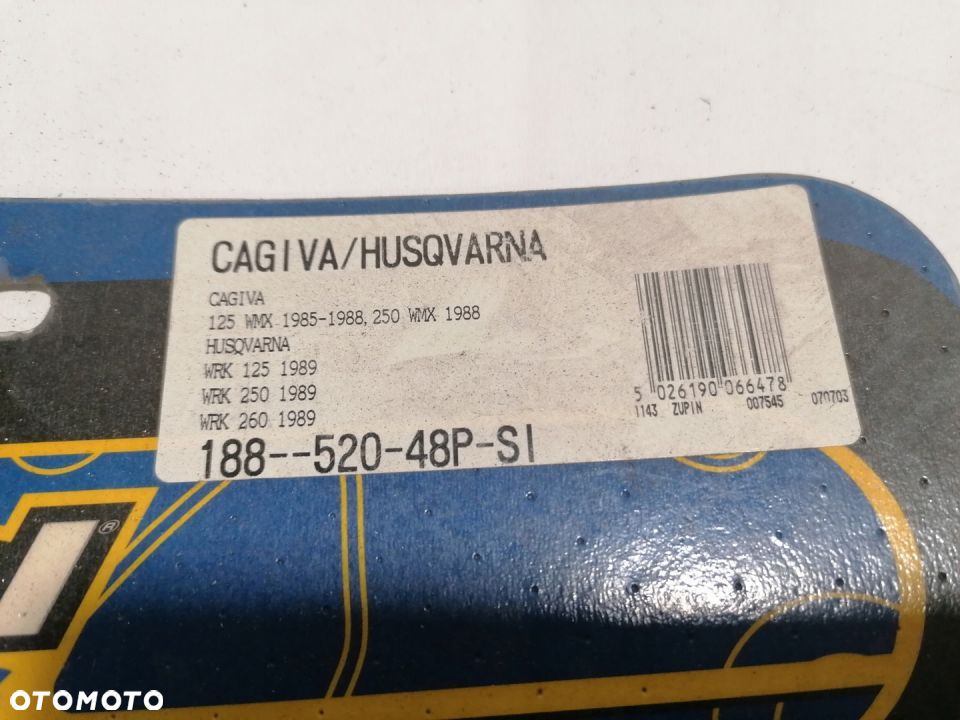 CAGIVA/HUSQVARNA
CAGIVA
125 WMX 1985-1988, 250 WMX 1988
HUSQVARNA
WRK 125 1989
WRK 250 1989
WRK 260 1989
188--520-48P-SI
5 026190 066478
1143 ZUPIN 007545 070703
®
OTOMOTO